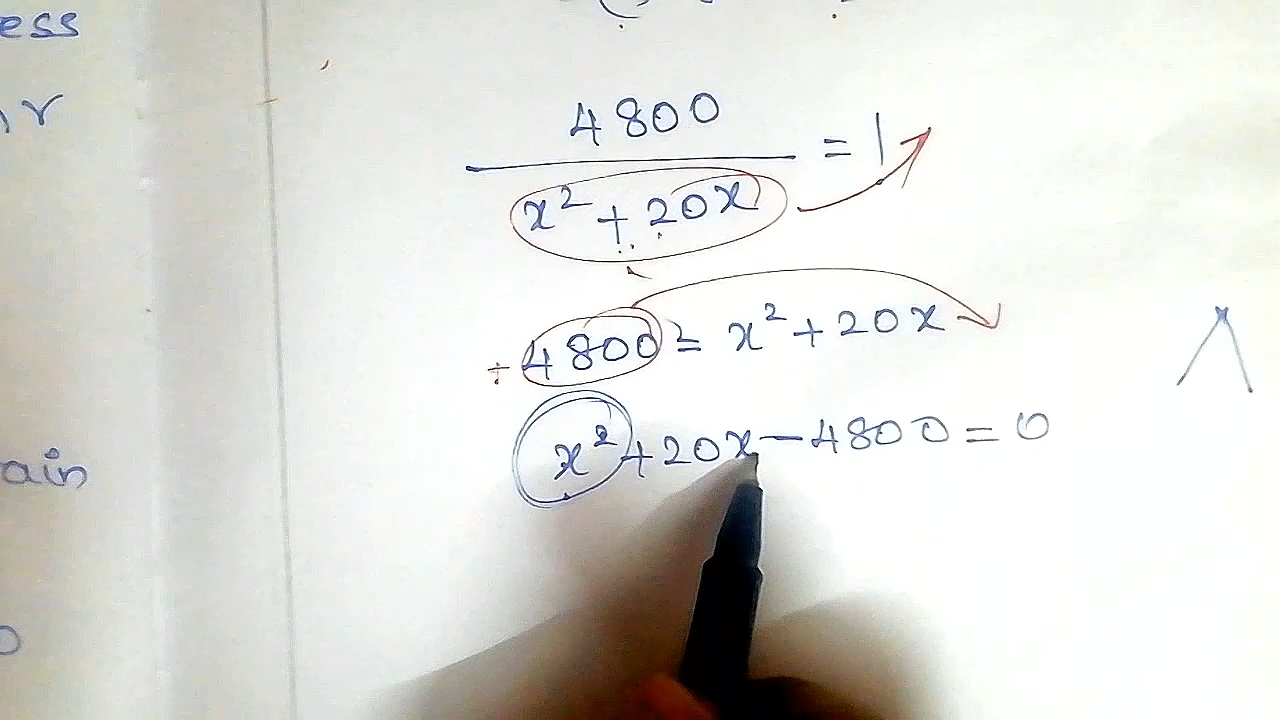 ess
r
ain
4800
x² + 20x = 1
+ 4800 = x² + 20x
x² + 20x - 4800 = 0